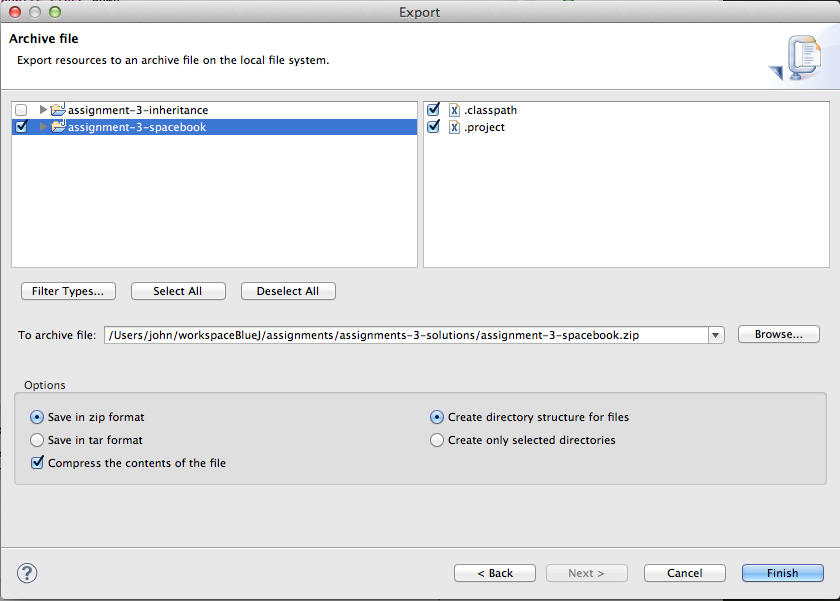 Export
Archive file
Export resources to an archive file on the local file system.
assignment-3-inheritance
assignment-3-spacebook
.classpath
.project
Filter Types...
Select All
Deselect All
To archive file:
/Users/john/workspaceBlueJ/assignments/assignments-3-solutions/assignment-3-spacebook.zip
Browse...
Options
Save in zip format
Create directory structure for files
Save in tar format
Create only selected directories
Compress the contents of the file
?
< Back
Next >
Cancel
Finish